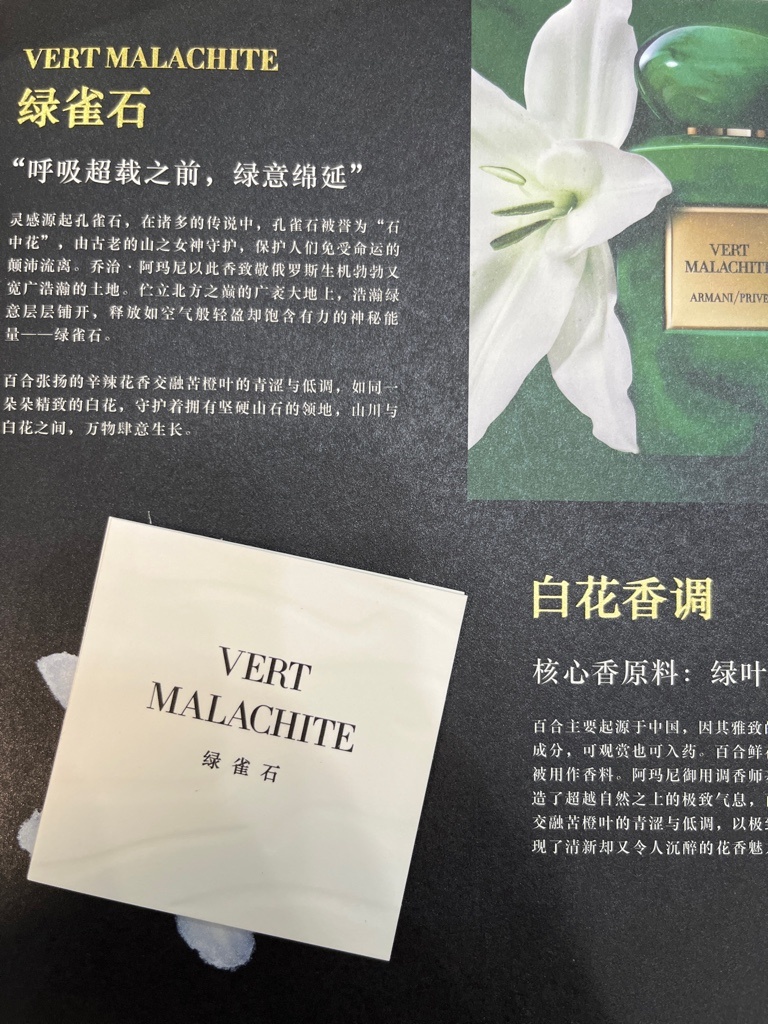 VERT MALACHITE
绿雀石
“呼吸超载之前，绿意绵延”
灵感源起孔雀石，在诸多的传说中，孔雀石被誉为“石
中花”，由古老的山之女神守护，保护人们免受命运的
颠沛流离。乔治·阿玛尼以此香致敬俄罗斯生机勃勃又
宽广浩瀚的土地。伫立北方之巅的广袤大地上，浩瀚绿
意层层铺开，释放如空气般轻盈却饱含有力的神秘能
量——绿雀石。
百合张扬的辛辣花香交融苦橙叶的青涩与低调，如同一
朵朵精致的白花，守护着拥有坚硬山石的领地，山川与
白花之间，万物肆意生长。
VERT
MALACHITE
ARMANI/PRIVE
VERT
MALACHITE
绿雀石
白花香调
核心香原料：绿叶
百合主要起源于中国，因其雅致的
成分，可观赏也可入药。百合鲜
被用作香料。阿玛尼御用调香师
造了超越自然之上的极致气息，
交融苦橙叶的青涩与低调，以极
现了清新却又令人沉醉的花香魅